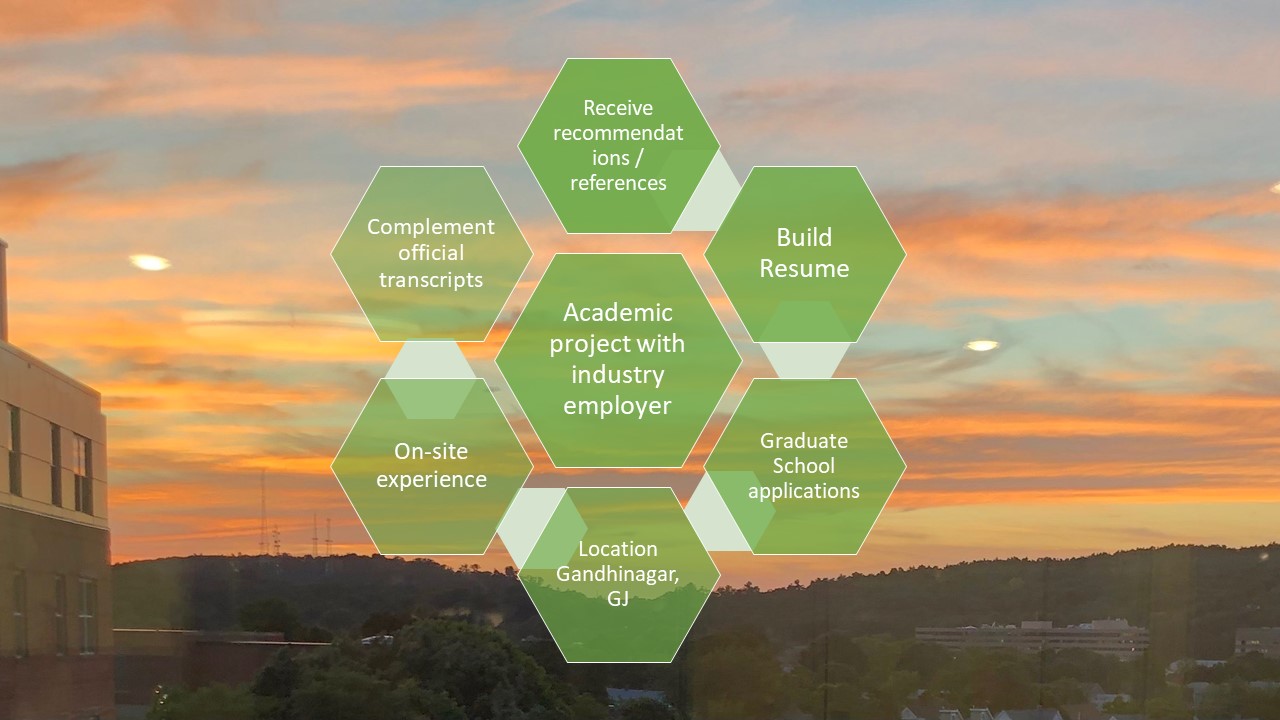 Receive
recommendat
ions /
references
Build
Resume
Graduate
School
applications
Location
Gandhinagar,
GJ
On-site
experience
Complement
official
transcripts
Academic
project with
industry
employer